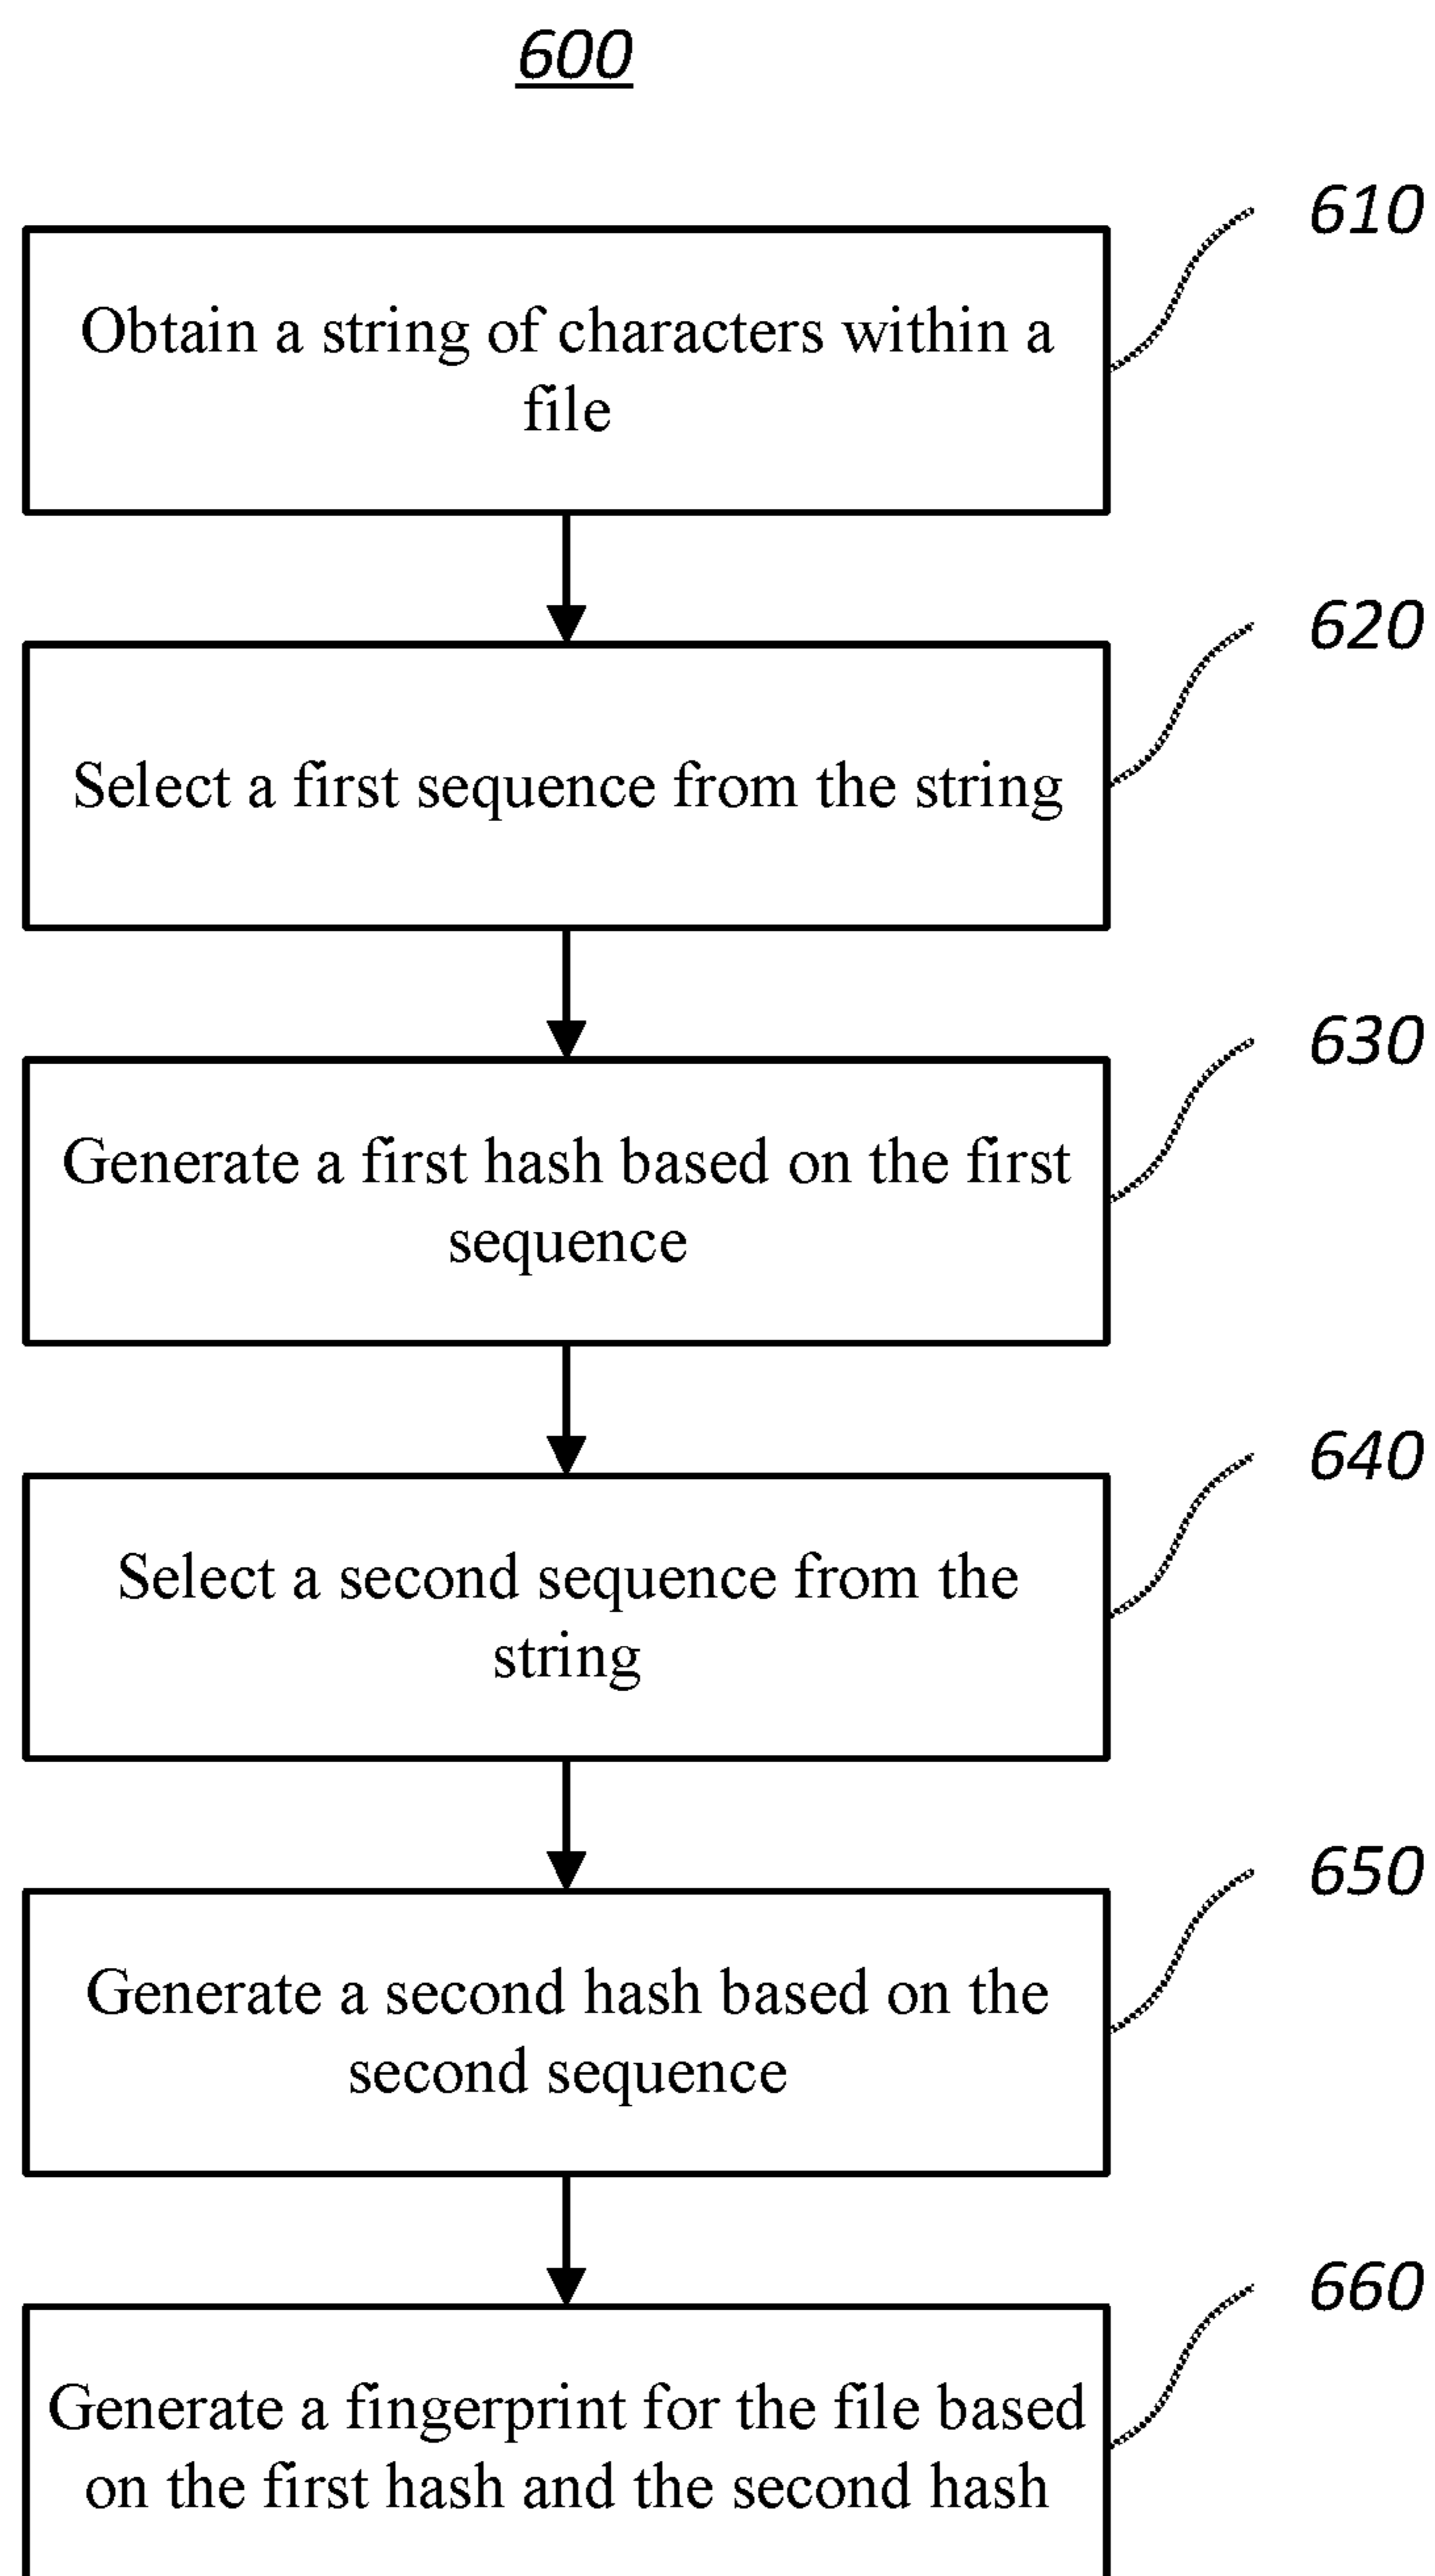 600
610
Obtain a string of characters within a
file
620
Select a first sequence from the string
630
Generate a first hash based on the first
sequence
640
Select a second sequence from the
string
650
Generate a second hash based on the
second sequence
660
Generate a fingerprint for the file based
on the first hash and the second hash